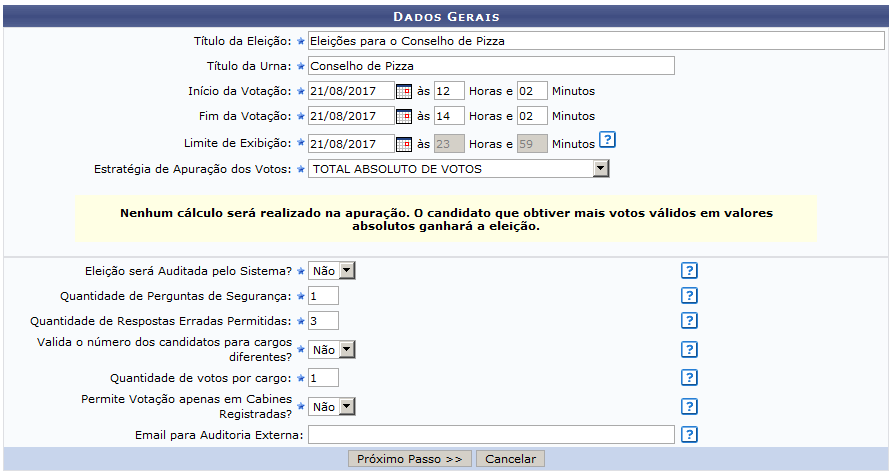 DADOS GERAIS
Título da Eleição: Eleições para o Conselho de Pizza
Título da Urna: Conselho de Pizza
Início da Votação: 21/08/2017 às 12 Horas e 02 Minutos
Fim da Votação: 21/08/2017 às 14 Horas e 02 Minutos
Limite de Exibição: 21/08/2017 às 23 Horas e 59 Minutos ?
Estratégia de Apuração dos Votos: TOTAL ABSOLUTO DE VOTOS
Nenhum cálculo será realizado na apuração. O candidato que obtiver mais votos válidos em valores
absolutos ganhará a eleição.
Eleição será Auditada pelo Sistema? Não ?
Quantidade de Perguntas de Segurança: 1 ?
Quantidade de Respostas Erradas Permitidas: 3 ?
Valida o número dos candidatos para cargos
diferentes? Não ?
Quantidade de votos por cargo: 1 ?
Permite Votação apenas em Cabines
Registradas? Não ?
Email para Auditoria Externa: ?
Próximo Passo >> Cancelar